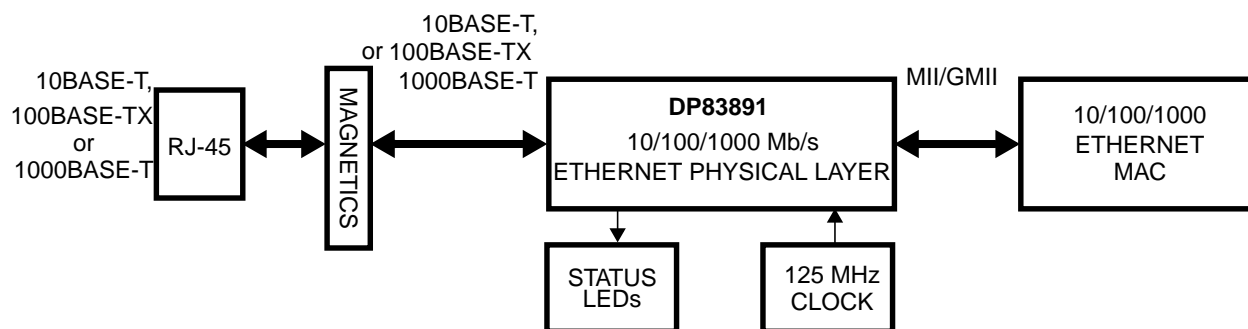 10BASE-T,
100BASE-TX
or
1000BASE-T
RJ-45
MAGNETICS
10BASE-T,
or 100BASE-TX
1000BASE-T
DP83891
10/100/1000 Mb/s
ETHERNET PHYSICAL LAYER
MII/GMII
10/100/1000
ETHERNET
MAC
STATUS
LEDs
125 MHz
CLOCK